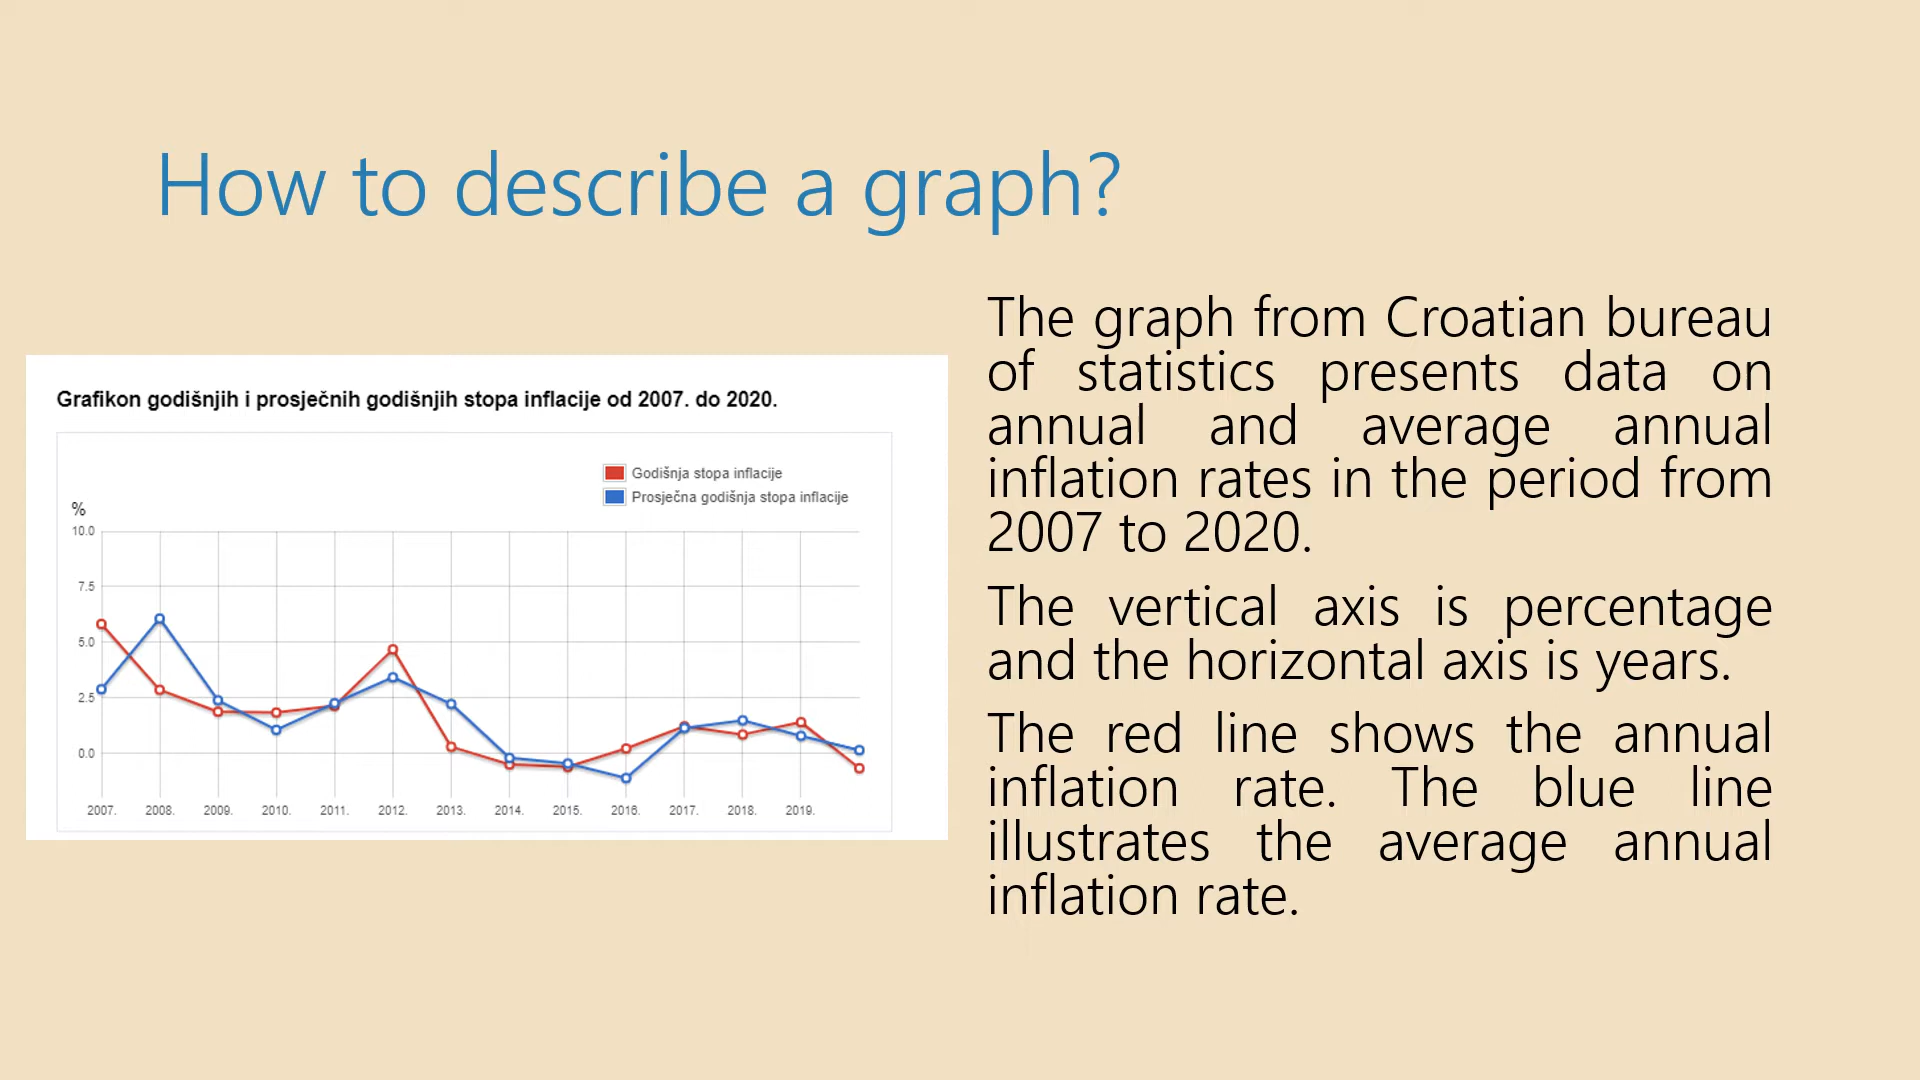 How to describe a graph?
Grafikon godišnjih i prosječnih godišnjih stopa inflacije od 2007. do 2020.
Godišnja stopa inflacije
Prosječna godišnja stopa inflacije
%
10.0
7.5
5.0
2.5
0.0
2007. 2008. 2009. 2010. 2011. 2012. 2013. 2014. 2015. 2016. 2017. 2018. 2019.
The graph from Croatian bureau
of statistics presents data on
annual and average annual
inflation rates in the period from
2007 to 2020.
The vertical axis is percentage
and the horizontal axis is years.
The red line shows the annual
inflation rate. The blue line
illustrates the average annual
inflation rate.